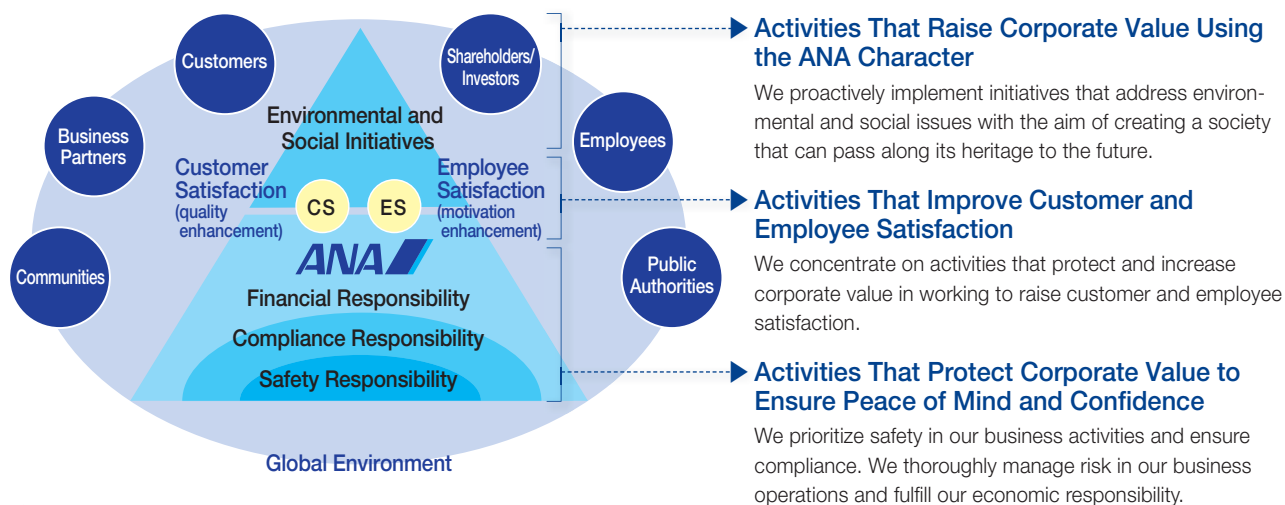 Customers
Shareholders/
Investors
Business
Partners
Employees
Communities
Public
Authorities
Environmental and
Social Initiatives
Customer
Satisfaction
(quality
enhancement)
CS
ES
Employee
Satisfaction
(motivation
enhancement)
ANA
Financial Responsibility
Compliance Responsibility
Safety Responsibility
Global Environment
Activities That Raise Corporate Value Using
the ANA Character
We proactively implement initiatives that address environ-
mental and social issues with the aim of creating a society
that can pass along its heritage to the future.
Activities That Improve Customer and
Employee Satisfaction
We concentrate on activities that protect and increase
corporate value in working to raise customer and employee
satisfaction.
Activities That Protect Corporate Value to
Ensure Peace of Mind and Confidence
We prioritize safety in our business activities and ensure
compliance. We thoroughly manage risk in our business
operations and fulfill our economic responsibility.